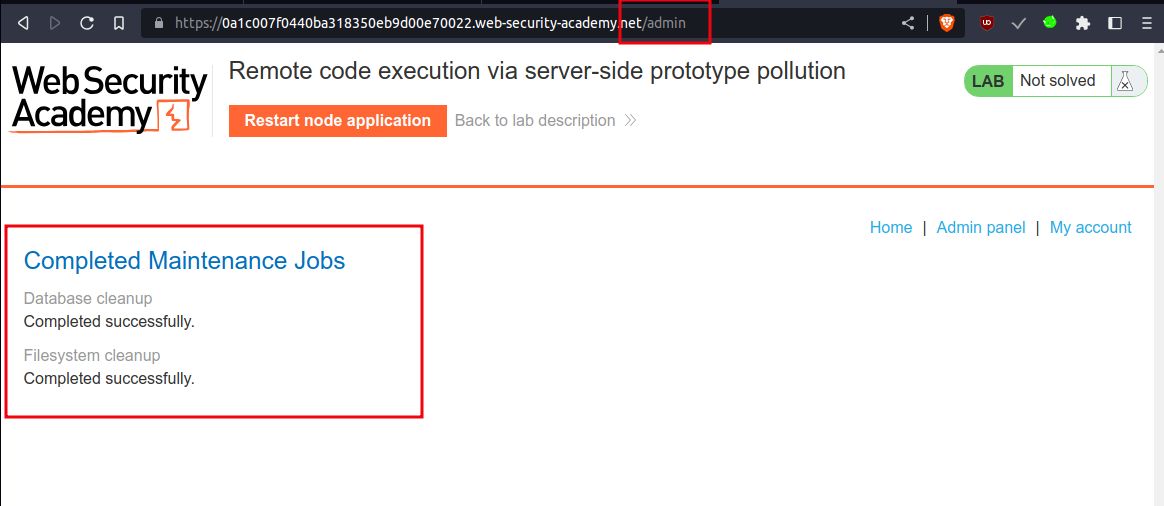 https://0a1c007f0440ba318350eb9d00e70022.web-security-academy.net/admin
Web Security
Academy
Remote code execution via server-side prototype pollution
LAB Not solved
Restart node application Back to lab description
Home | Admin panel | My account
Completed Maintenance Jobs
Database cleanup
Completed successfully.
Filesystem cleanup
Completed successfully.